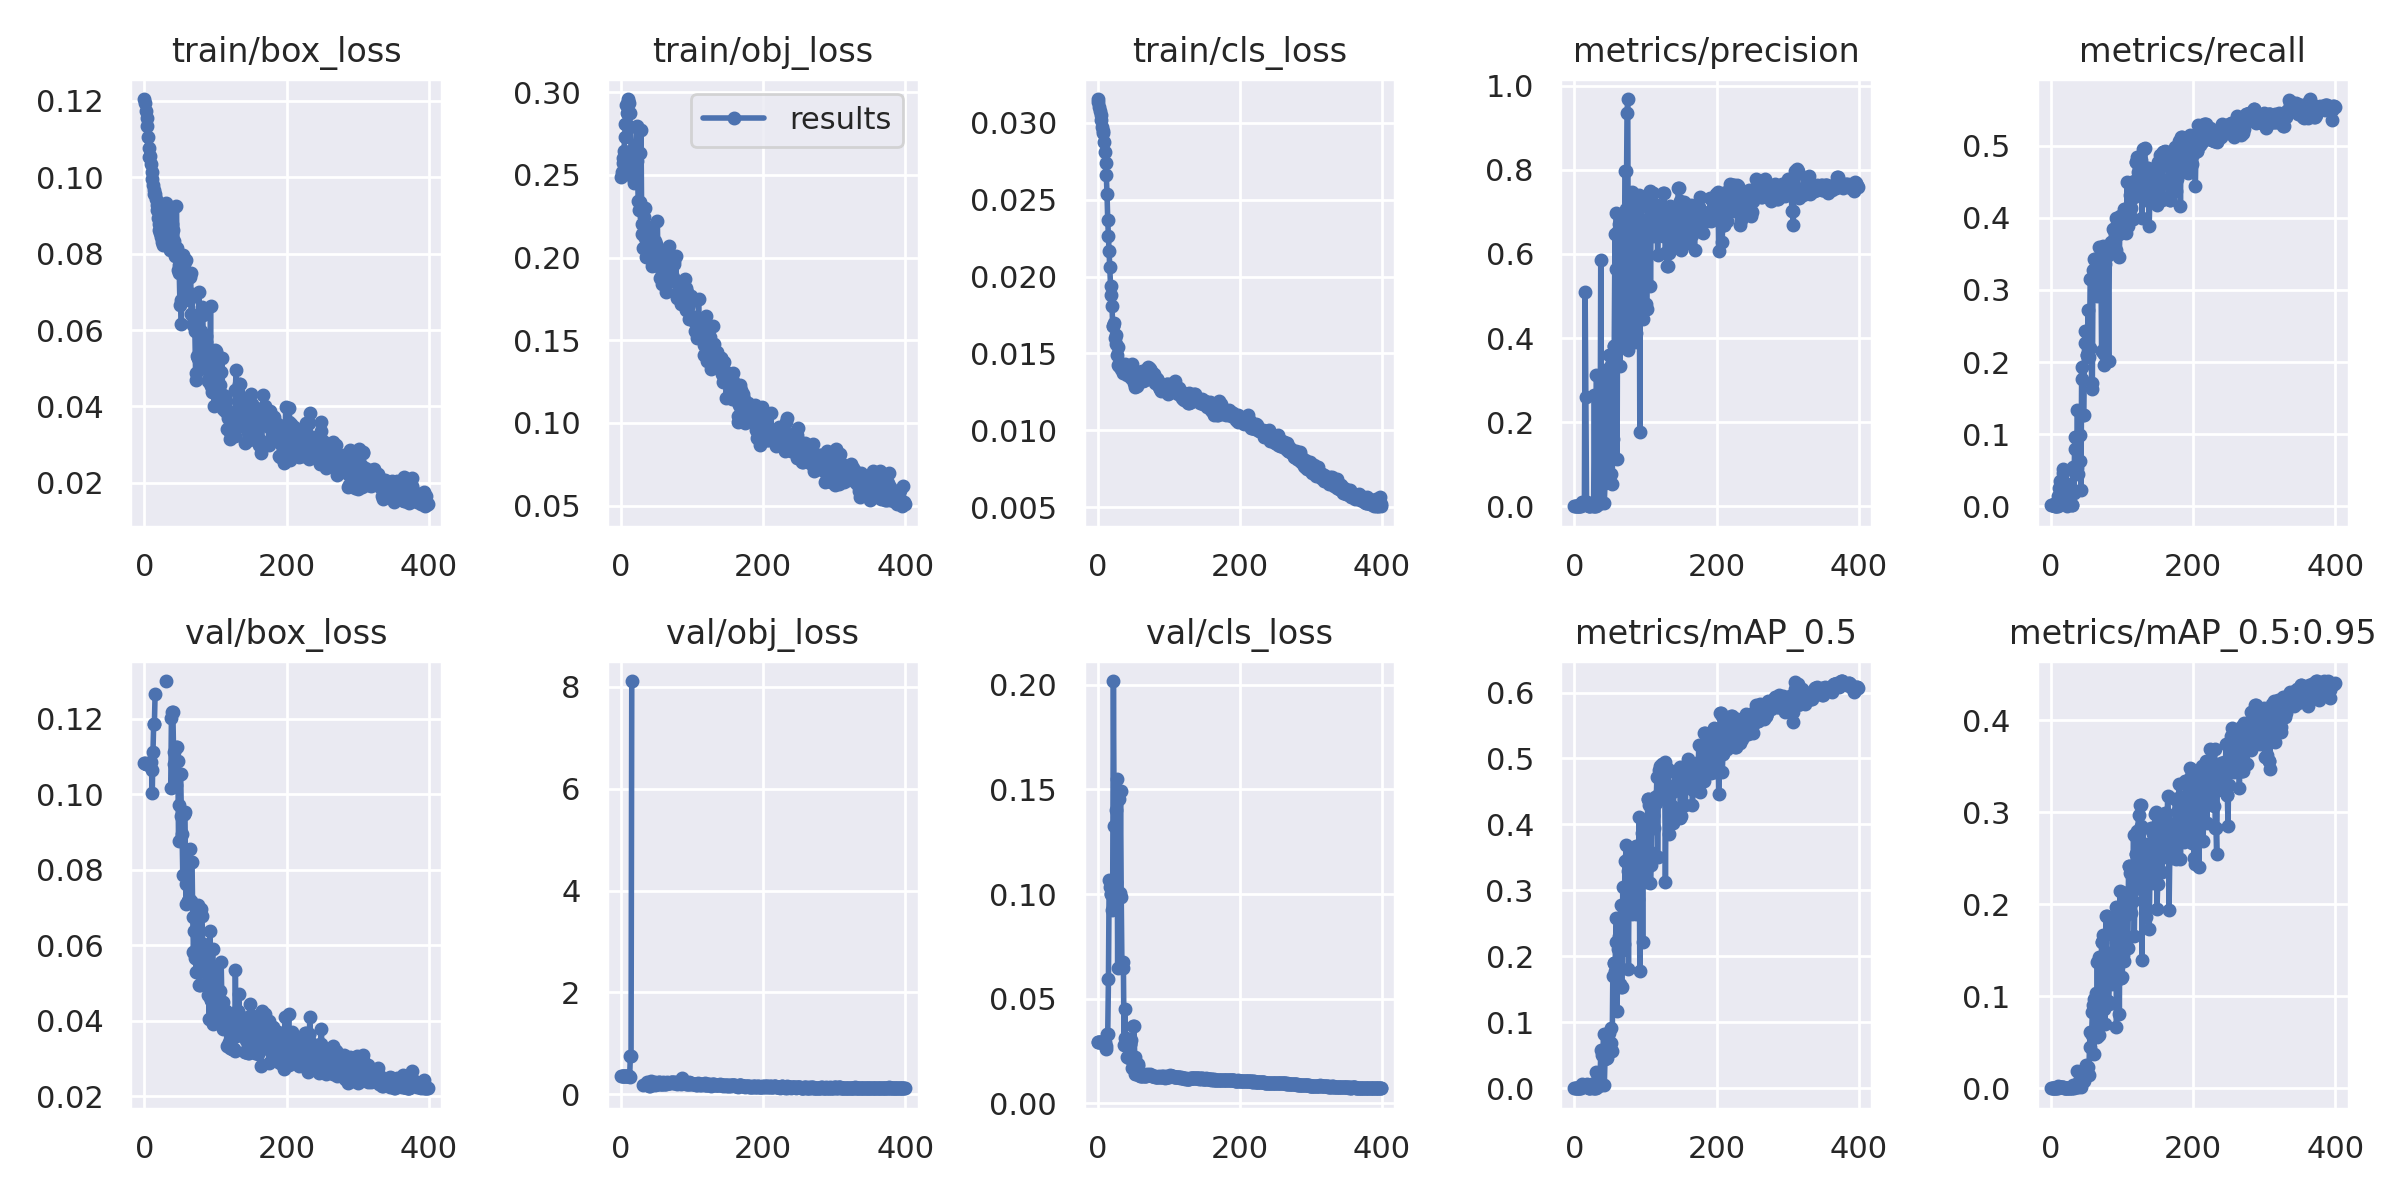 train/box_loss
0.12
0.10
0.08
0.06
0.04
0.02
0 200 400
train/obj_loss
results
0.30
0.25
0.20
0.15
0.10
0.05
0 200 400
train/cls_loss
0.030
0.025
0.020
0.015
0.010
0.005
0 200 400
metrics/precision
1.0
0.8
0.6
0.4
0.2
0.0
0 200 400
metrics/recall
0.5
0.4
0.3
0.2
0.1
0.0
0 200 400
val/box_loss
0.12
0.10
0.08
0.06
0.04
0.02
0 200 400
val/obj_loss
8
6
4
2
0
0 200 400
val/cls_loss
0.20
0.15
0.10
0.05
0.00
0 200 400
metrics/mAP_0.5
0.6
0.5
0.4
0.3
0.2
0.1
0.0
0 200 400
metrics/mAP_0.5:0.95
0.4
0.3
0.2
0.1
0.0
0 200 400